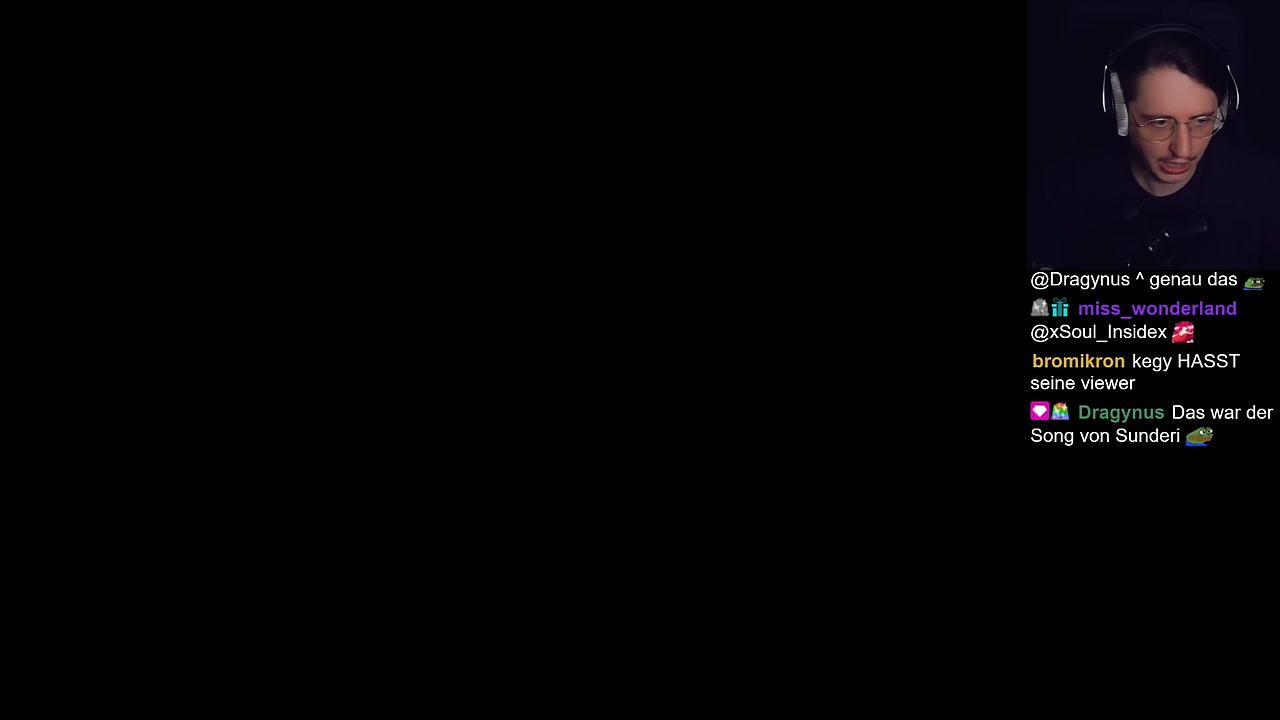 @Dragynus ^ genau das
miss_wonderland
@xSoul_Insidex
bromikron kegy HASST
seine viewer
Dragynus Das war der
Song von Sunderi